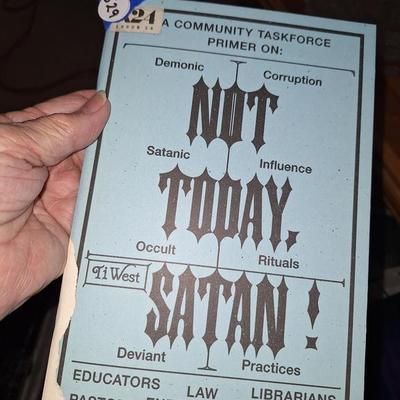 A24
A COMMUNITY TASKFORCE
PRIMER ON:
Demonic Corruption
NOT
Satanic Influence
TODAY,
Occult Rituals
Ti West
SATAN!
Deviant Practices
EDUCATORS LAW LIBRARIANS